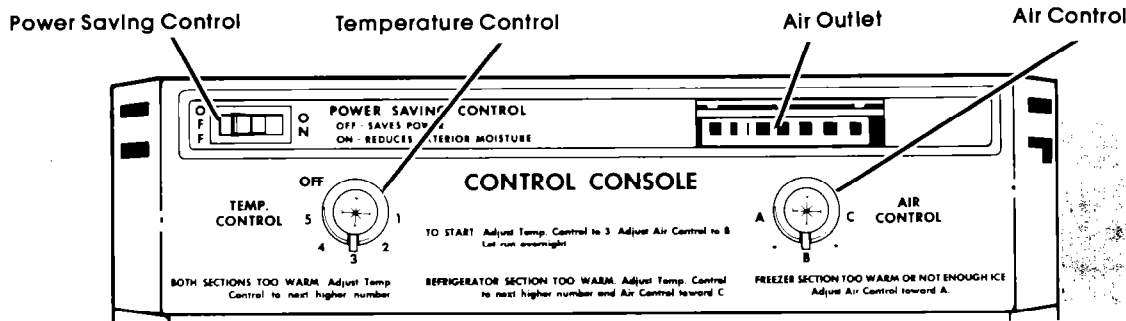 Power Saving Control
Temperature Control
Air Outlet
Air Control
OFF
ON
POWER SAVING CONTROL
OFF - SAVES POWER
ON - REDUCES EXTERIOR MOISTURE
CONTROL CONSOLE
TEMP. CONTROL
OFF
1
2
3
4
5
TO START Adjust Temp. Control to 3 Adjust Air Control to B
Let run overnight
A
B
C
AIR CONTROL
BOTH SECTIONS TOO WARM Adjust Temp
Control to next higher number
REFRIGERATOR SECTION TOO WARM. Adjust Temp. Control
to next higher number and Air Control toward C
FREEZER SECTION TOO WARM OR NOT ENOUGH ICE
Adjust Air Control toward A.